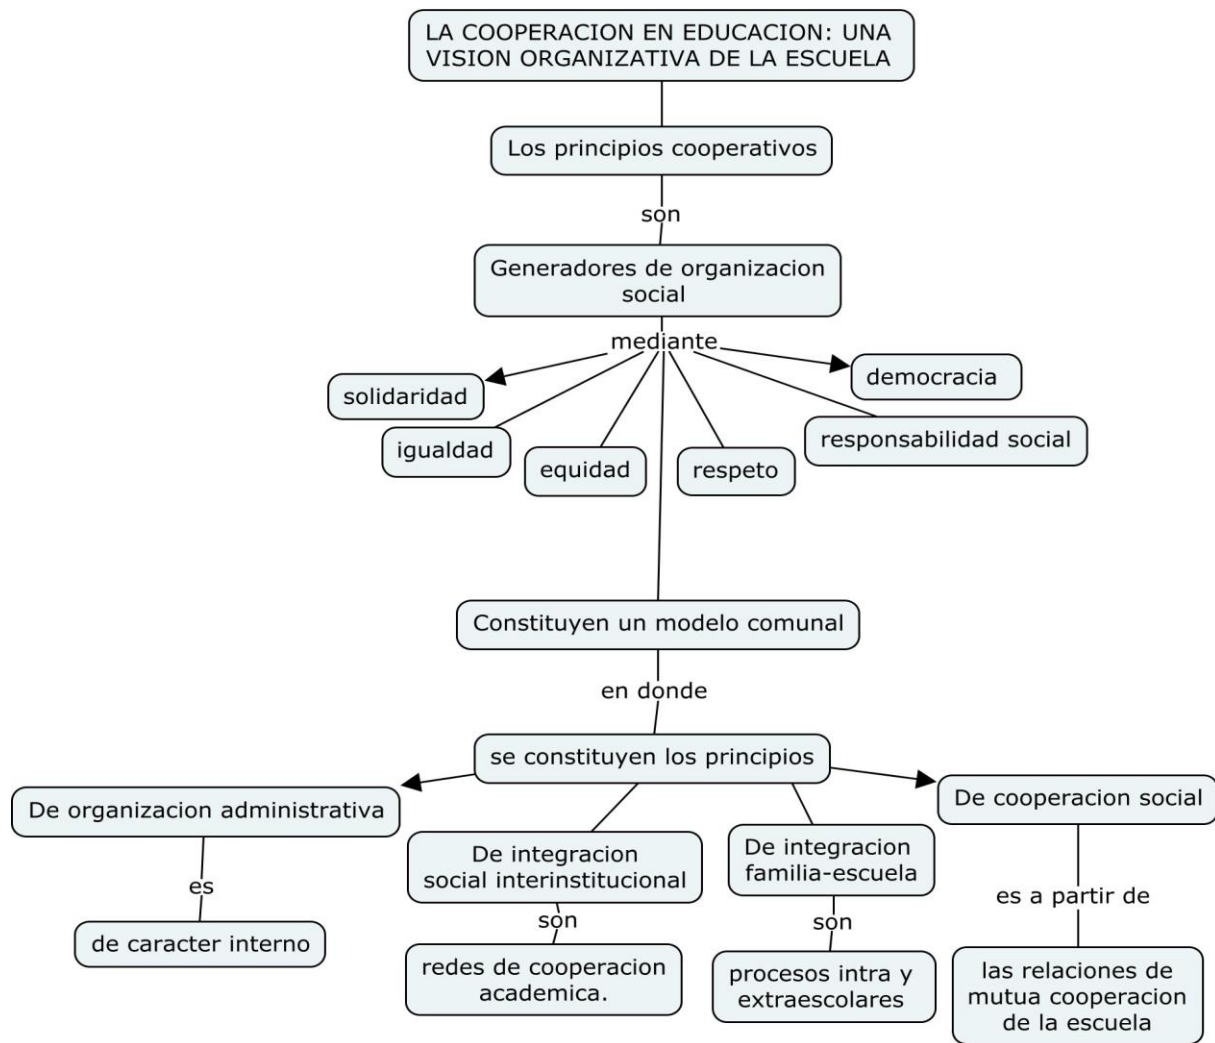 LA COOPERACION EN EDUCACION: UNA
VISION ORGANIZATIVA DE LA ESCUELA
Los principios cooperativos
son
Generadores de organizacion
social
mediante
solidaridad
igualdad
equidad
respeto
responsabilidad social
democracia
Constituyen un modelo comunal
en donde
se constituyen los principios
De organizacion administrativa
es
de caracter interno
De integracion
social interinstitucional
son
redes de cooperacion
academica.
De integracion
familia-escuela
son
procesos intra y
extraescolares
De cooperacion social
es a partir de
las relaciones de
mutua cooperacion
de la escuela